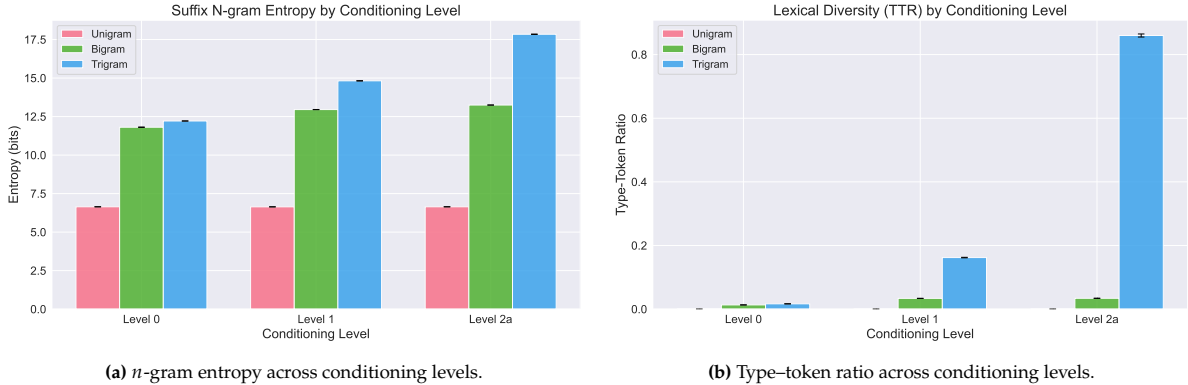 Suffix N-gram Entropy by Conditioning Level
Unigram
Bigram
Trigram
17.5
15.0
12.5
10.0
7.5
5.0
2.5
0.0
Entropy (bits)
Level 0
Level 1
Level 2a
Conditioning Level
(a) n-gram entropy across conditioning levels.
Lexical Diversity (TTR) by Conditioning Level
Unigram
Bigram
Trigram
0.8
0.6
0.4
0.2
0.0
Type-Token Ratio
Level 0
Level 1
Level 2a
Conditioning Level
(b) Type–token ratio across conditioning levels.